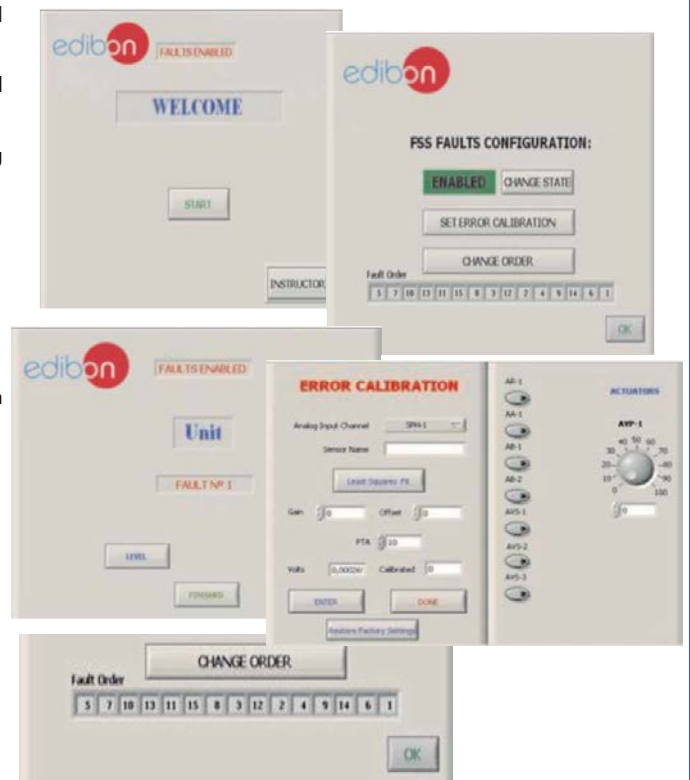 edibon
FAULTS ENABLED
WELCOME
START
INSTRUCTOR
edibon
FSS FAULTS CONFIGURATION:
ENABLED CHANGE STATE
SET ERROR CALIBRATION
CHANGE ORDER
Fault Order
5 7 10 13 11 15 8 3 12 2 4 9 14 6 1
OK
edibon
FAULTS ENABLED
Unit
FAULT Nº 1
LEVEL
FINISHED
ERROR CALIBRATION
Analog Input Channel
Sensor Name
Least Squares Fit
Gain 0 Offset 0
PTA 10
Volts Calibrated 0
ENTER DONE
Restore Factory Settings
AR-1
AA-1
AB-1
AB-2
AVS-1
AVS-2
AVS-3
ACTUATORS
AVP-1
0 10 20 30 40 50 60 70 80 90 100
0
CHANGE ORDER
Fault Order
5 7 10 13 11 15 8 3 12 2 4 9 14 6 1
OK